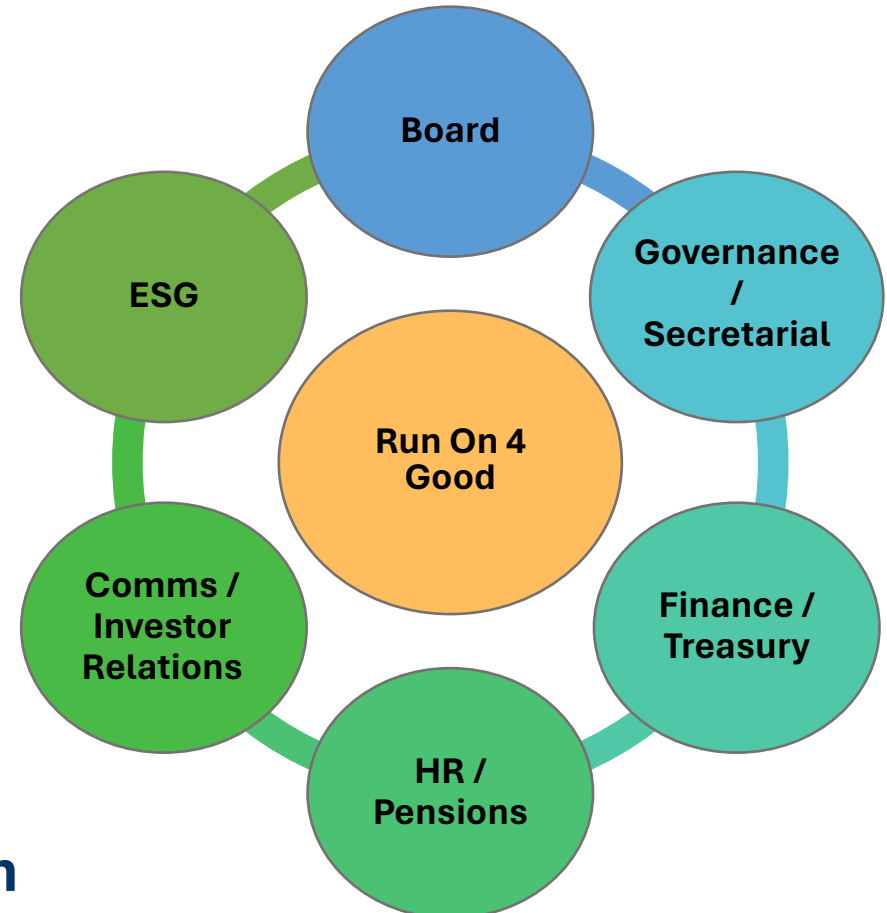 Board
Governance
/
Secretarial
ESG
Run On 4
Good
Comms /
Investor
Relations
Finance /
Treasury
HR /
Pensions